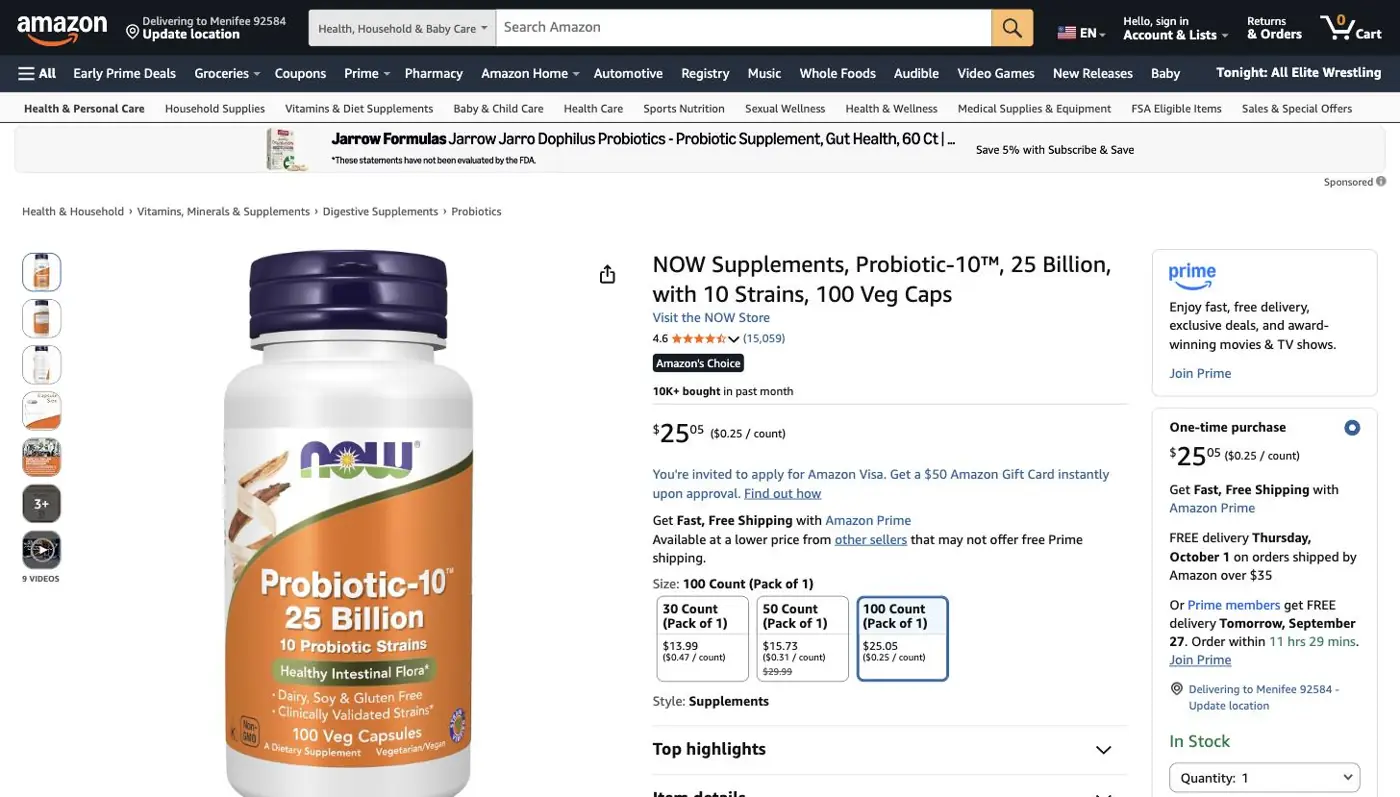 amazon
Delivering to Menifee 92584
Update location
Health, Household & Baby Care
Search Amazon
EN
Hello, sign in
Account & Lists
Returns
& Orders
0
Cart
All
Early Prime Deals
Groceries
Coupons
Prime
Pharmacy
Amazon Home
Automotive
Registry
Music
Whole Foods
Audible
Video Games
New Releases
Baby
Tonight: All Elite Wrestling
Health & Personal Care
Household Supplies
Vitamins & Diet Supplements
Baby & Child Care
Health Care
Sports Nutrition
Sexual Wellness
Health & Wellness
Medical Supplies & Equipment
FSA Eligible Items
Sales & Special Offers
Jarrow Formulas Jarrow Jarro Dophilus Probiotics - Probiotic Supplement, Gut Health, 60 Ct | ...
*These statements have not been evaluated by the FDA.
Save 5% with Subscribe & Save
Sponsored
Health & Household › Vitamins, Minerals & Supplements › Digestive Supplements › Probiotics
3+
9 VIDEOS
NOW®
Probiotic-10™
25 Billion
10 Probiotic Strains
Healthy Intestinal Flora*
• Dairy, Soy & Gluten Free
• Clinically Validated Strains*
Non-
GMO
100 Veg Capsules
A Dietary Supplement Vegetarian/Vegan
NOW Supplements, Probiotic-10™, 25 Billion,
with 10 Strains, 100 Veg Caps
Visit the NOW Store
4.6 (15,059)
Amazon's Choice
10K+ bought in past month
$2505 ($0.25 / count)
You're invited to apply for Amazon Visa. Get a $50 Amazon Gift Card instantly
upon approval. Find out how
Get Fast, Free Shipping with Amazon Prime
Available at a lower price from other sellers that may not offer free Prime
shipping.
Size: 100 Count (Pack of 1)
30 Count
(Pack of 1)
$13.99
($0.47 / count)
50 Count
(Pack of 1)
$15.73
($0.31 / count)
$29.99
100 Count
(Pack of 1)
$25.05
($0.25 / count)
Style: Supplements
Top highlights
Item details
prime
Enjoy fast, free delivery,
exclusive deals, and award-
winning movies & TV shows.
Join Prime
One-time purchase
$2505 ($0.25 / count)
Get Fast, Free Shipping with
Amazon Prime
FREE delivery Thursday,
October 1 on orders shipped by
Amazon over $35
Or Prime members get FREE
delivery Tomorrow, September
27. Order within 11 hrs 29 mins.
Join Prime
Delivering to Menifee 92584 -
Update location
In Stock
Quantity: 1